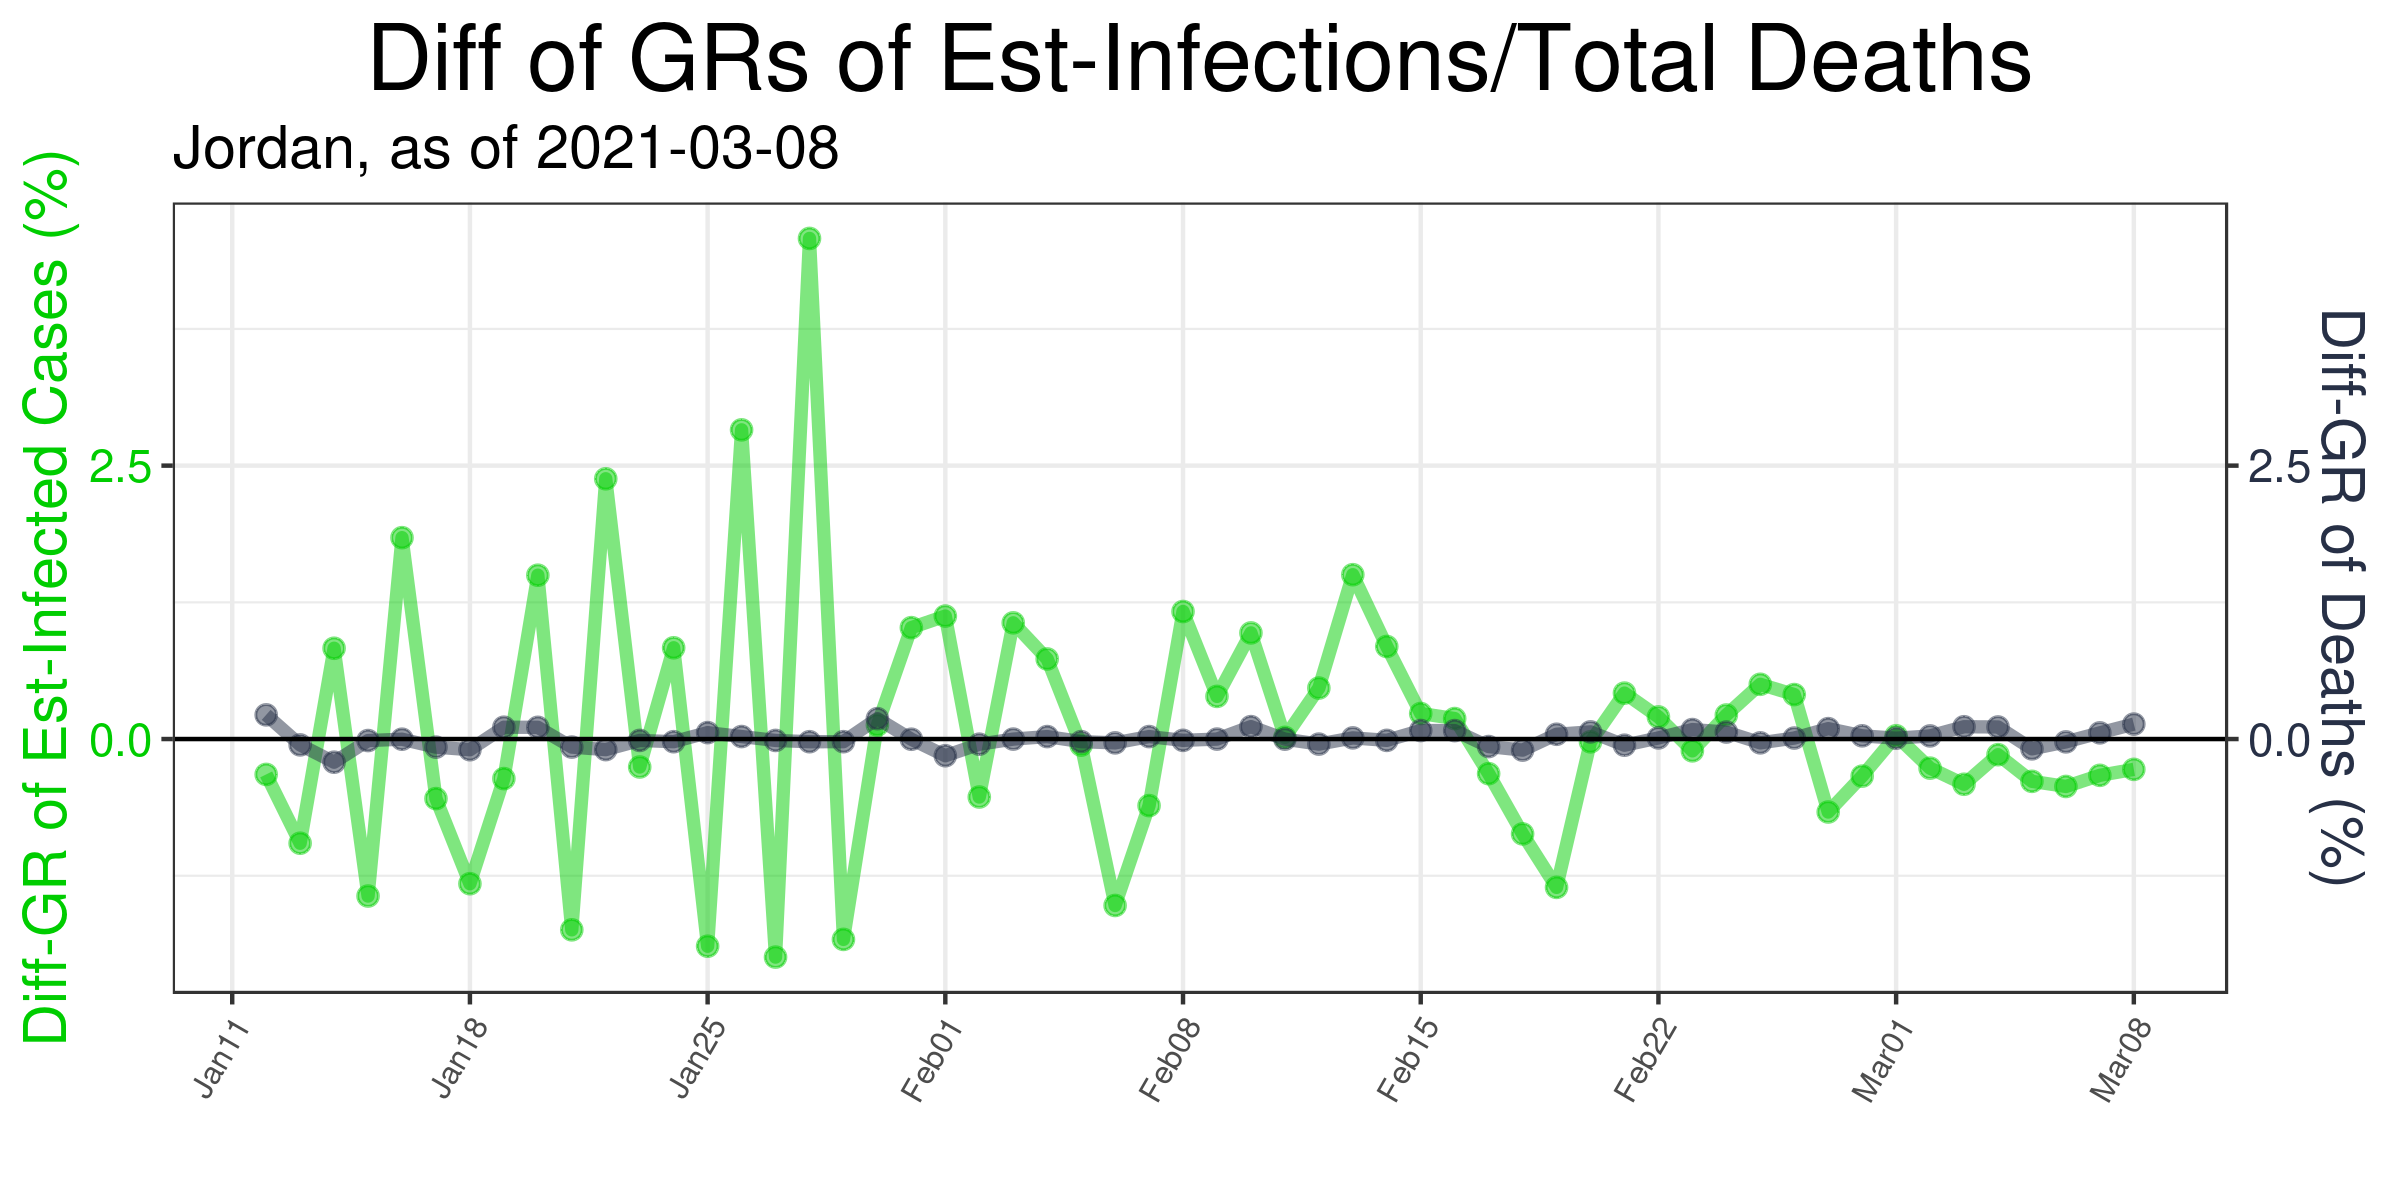 Diff of GRs of Est-Infections/Total Deaths
Jordan, as of 2021-03-08
Diff-GR of Est-Infected Cases (%)
2.5
0.0
2.5
0.0
Diff-GR of Deaths (%)
Jan11
Jan18
Jan25
Feb01
Feb08
Feb15
Feb22
Mar01
Mar08